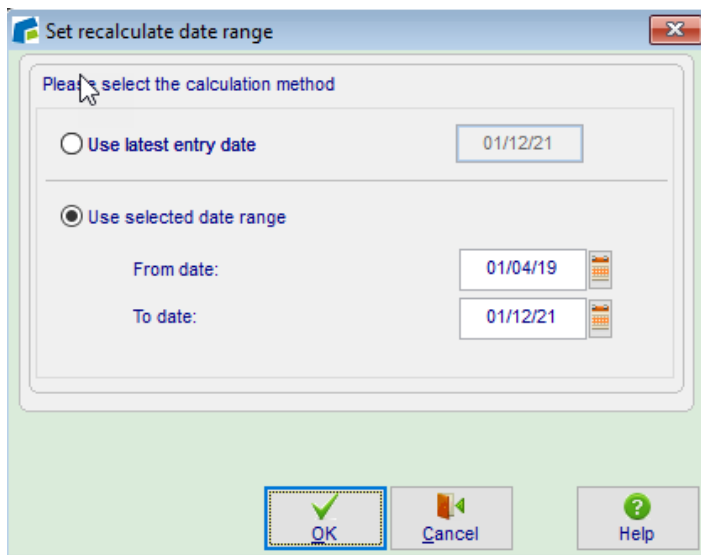 Set recalculate date range
Please select the calculation method
Use latest entry date 01/12/21
Use selected date range
From date: 01/04/19
To date: 01/12/21
OK Cancel Help